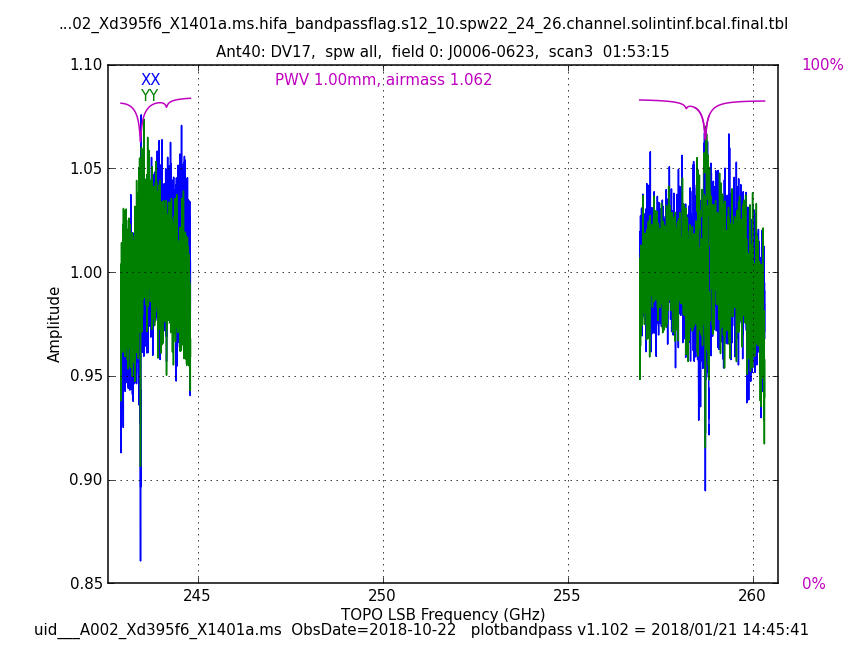 ...02_Xd395f6_X1401a.ms.hifa_bandpassflag.s12_10.spw22_24_26.channel.solintinf.bcal.final.tbl
Ant40: DV17,  spw all,  field 0: J0006-0623,  scan3  01:53:15
1.10
XX
PWV 1.00mm, airmass 1.062
100%
YY
1.05
1.00
Amplitude
0.95
0.90
0.85
0%
245
250
255
260
TOPO LSB Frequency (GHz)
uid___A002_Xd395f6_X1401a.ms  ObsDate=2018-10-22   plotbandpass v1.102 = 2018/01/21 14:45:41